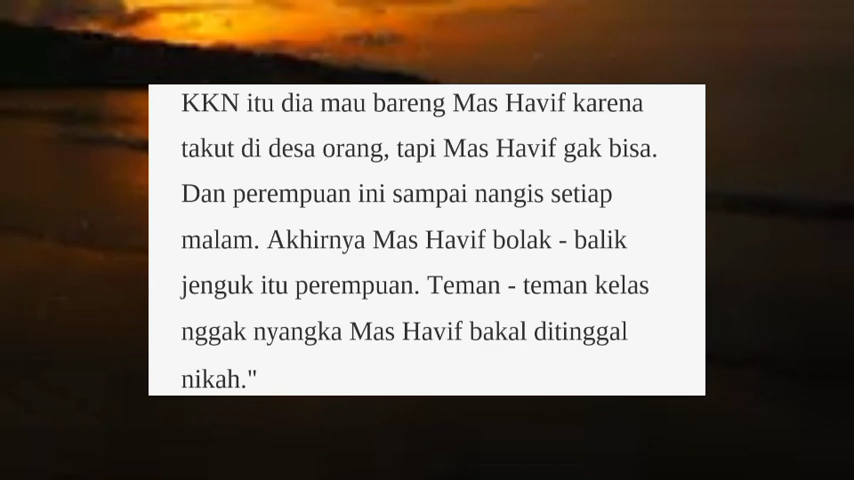 KKN itu dia mau bareng Mas Havif karena
takut di desa orang, tapi Mas Havif gak bisa.
Dan perempuan ini sampai nangis setiap
malam. Akhirnya Mas Havif bolak - balik
jenguk itu perempuan. Teman - teman kelas
nggak nyangka Mas Havif bakal ditinggal
nikah."